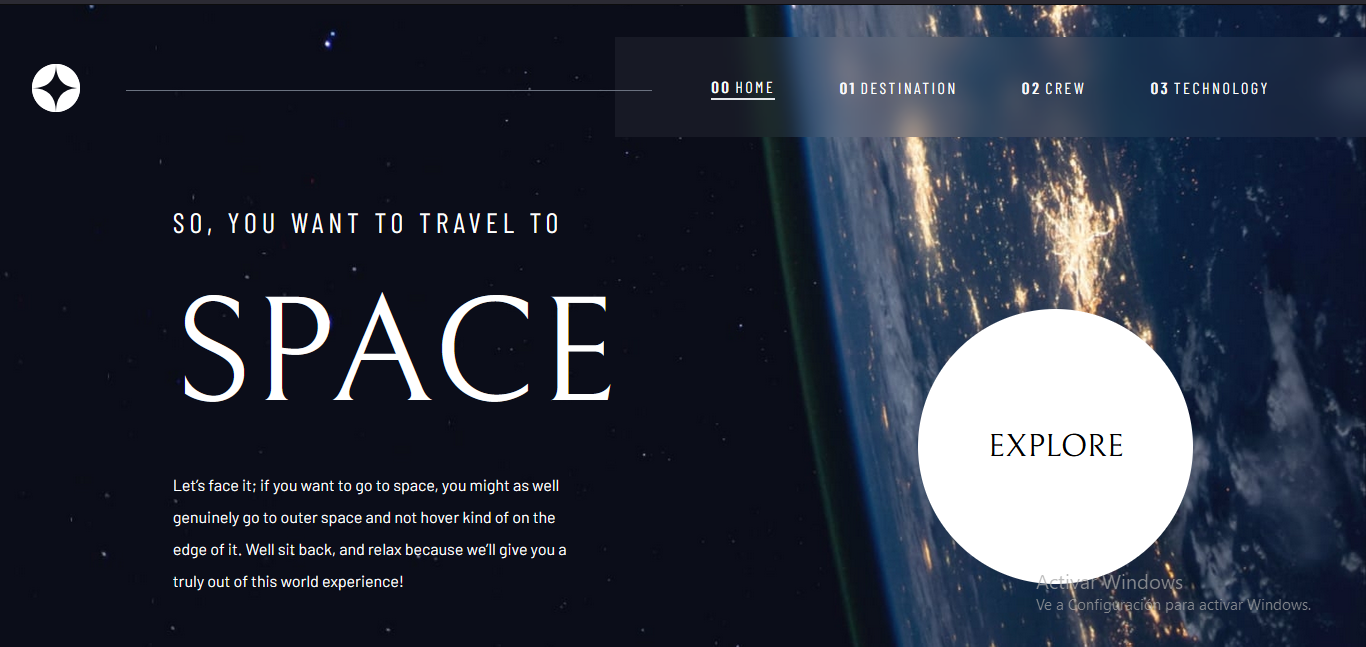 00 HOME 01 DESTINATION 02 CREW 03 TECHNOLOGY
SO, YOU WANT TO TRAVEL TO
SPACE
Let's face it; if you want to go to space, you might as well
genuinely go to outer space and not hover kind of on the
edge of it. Well sit back, and relax because we'll give you a
truly out of this world experience!
EXPLORE
Activar Windows
Ve a Configuración para activar Windows.